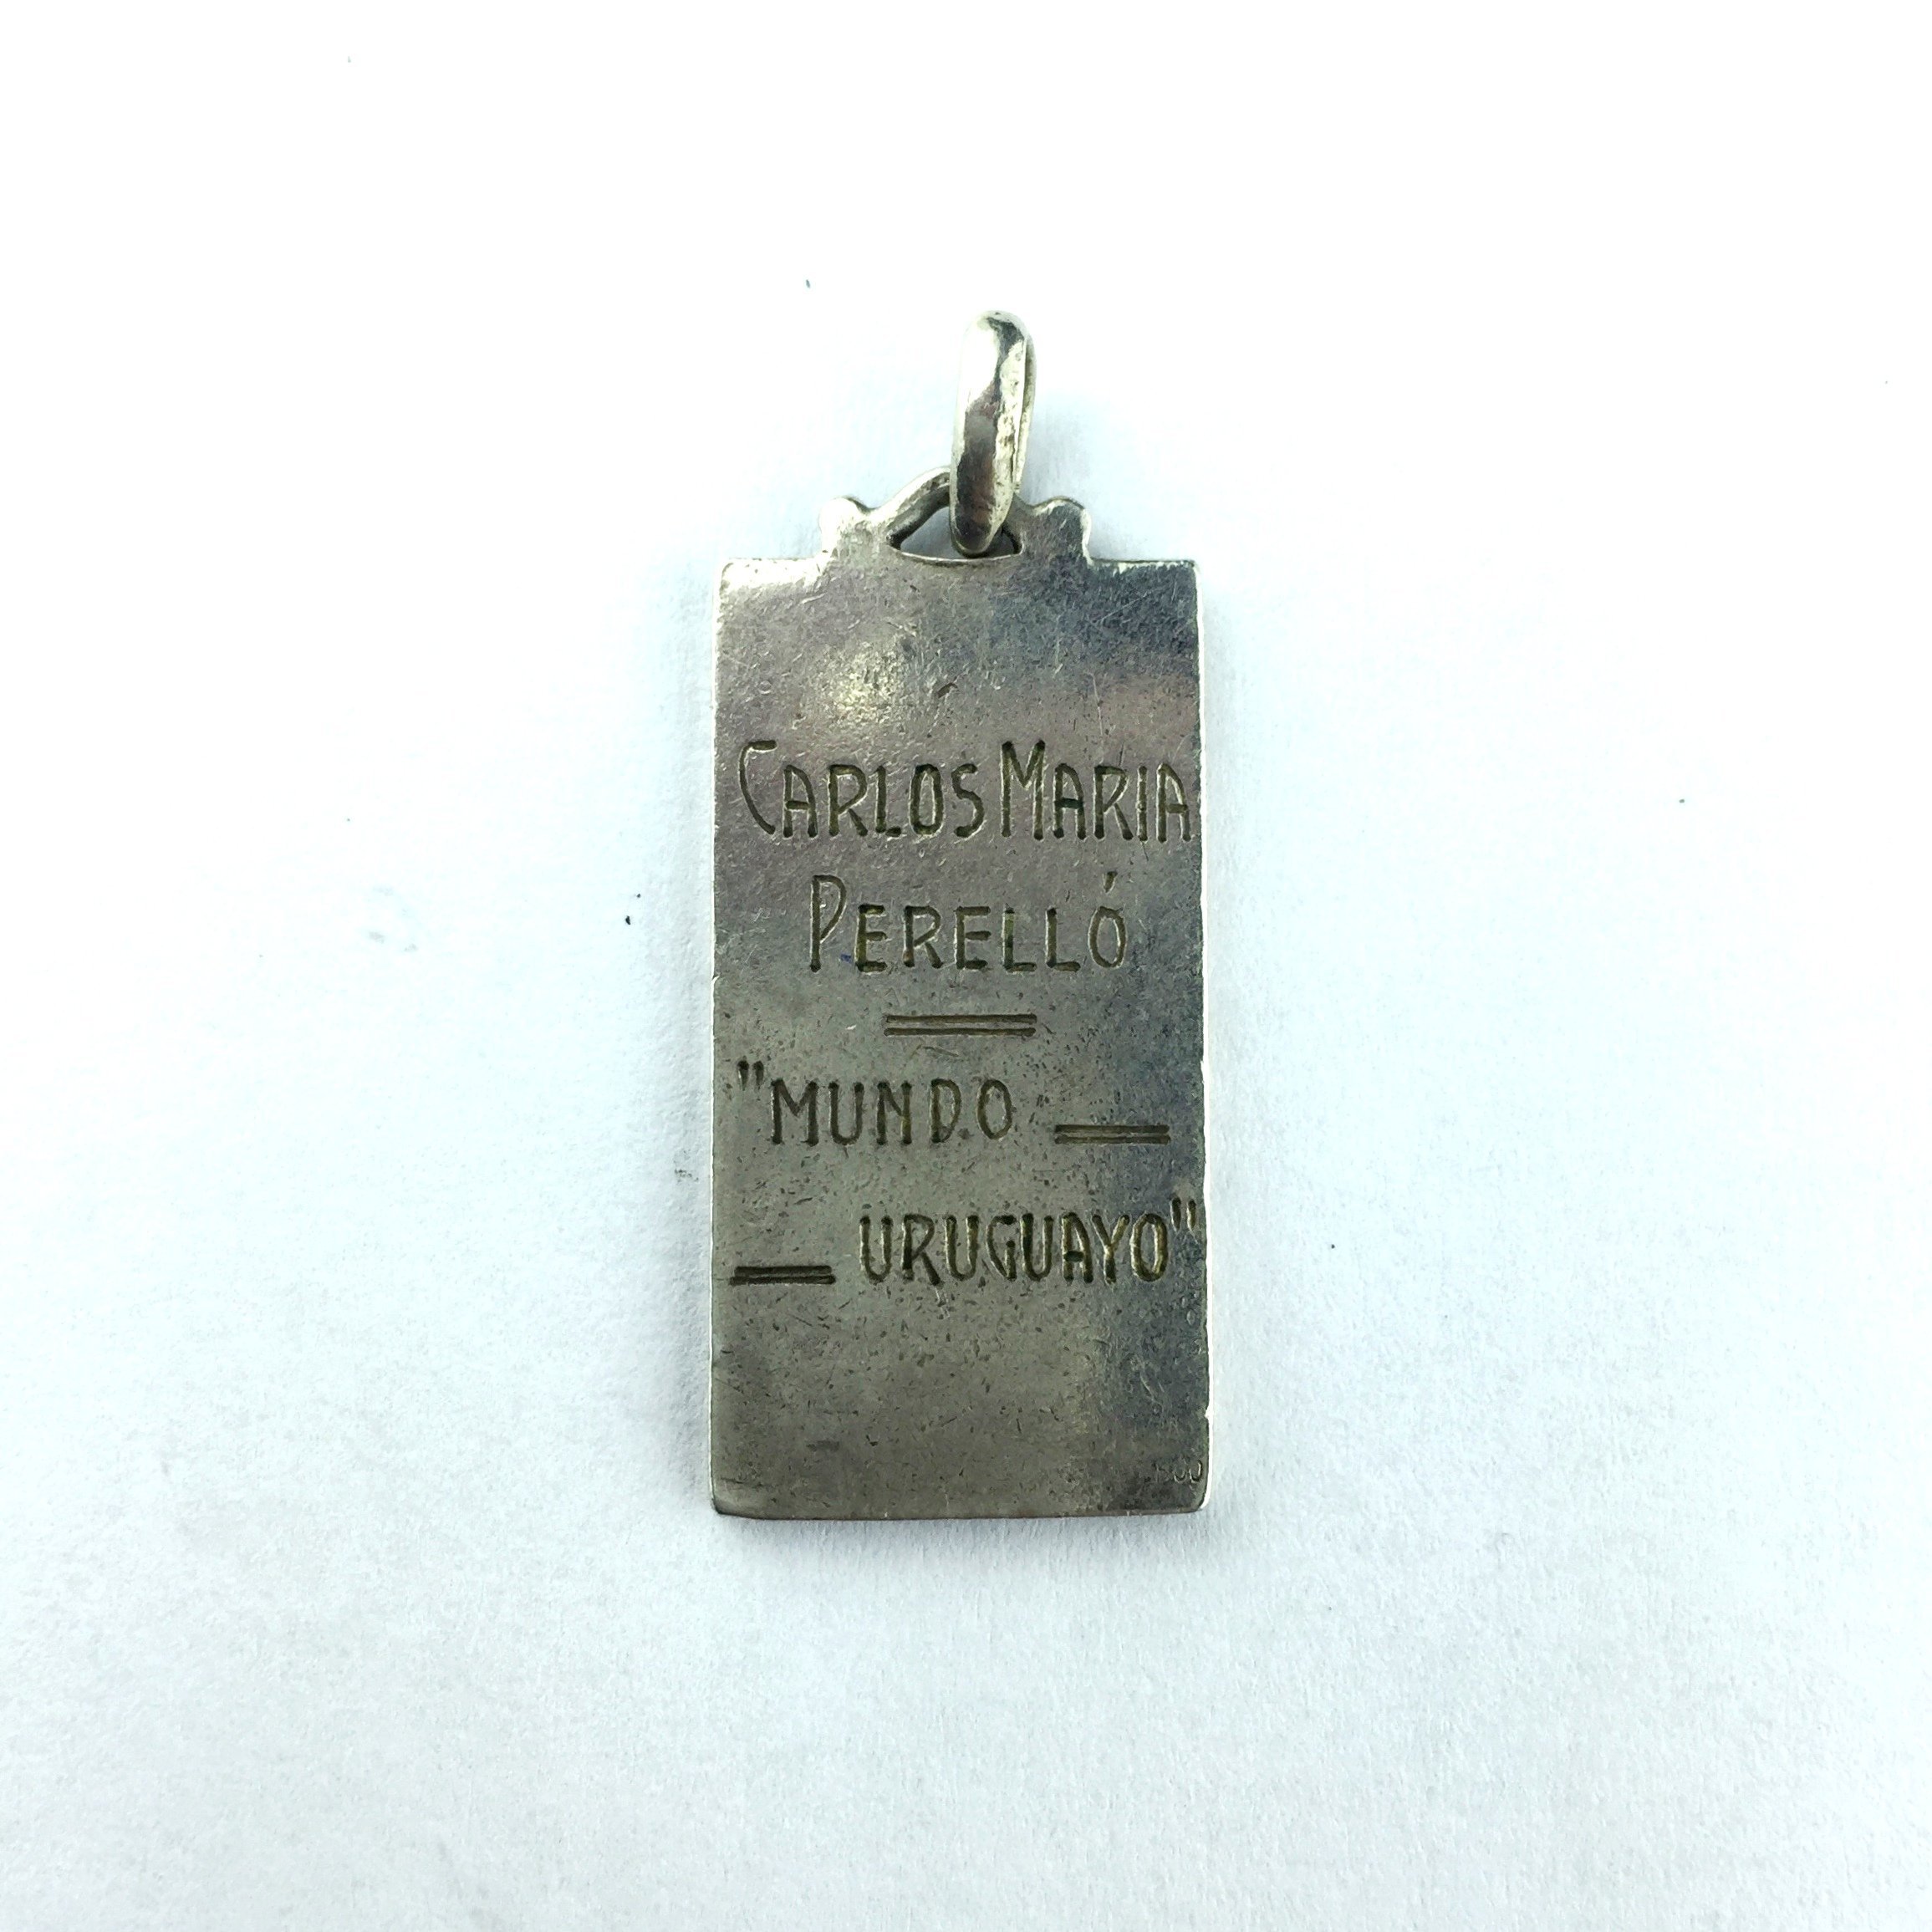 CARLOS MARIA
PERELLÓ
"MUNDO
URUGUAYO"